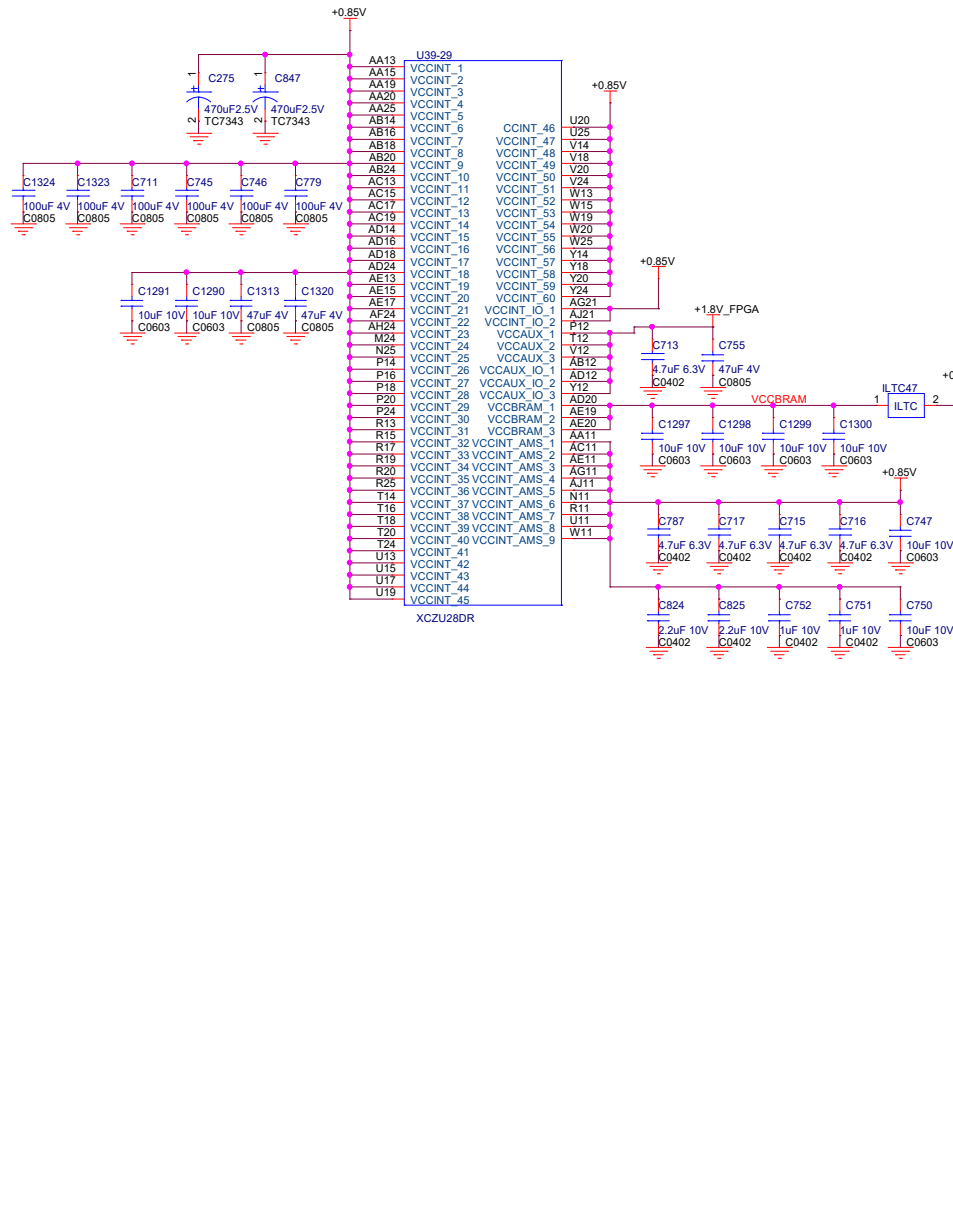 +0.85V
U39-29
AA13 VCCINT_1
AA15 VCCINT_2
AA19 VCCINT_3
AA20 VCCINT_4
AA25 VCCINT_5
AB14 VCCINT_6
AB16 VCCINT_7
AB18 VCCINT_8
AB20 VCCINT_9
AB24 VCCINT_10
AC13 VCCINT_11
AC15 VCCINT_12
AC17 VCCINT_13
AC19 VCCINT_14
AD14 VCCINT_15
AD16 VCCINT_16
AD18 VCCINT_17
AD24 VCCINT_18
AE13 VCCINT_19
AE15 VCCINT_20
AE17 VCCINT_21
AF24 VCCINT_22
AH24 VCCINT_23
M24 VCCINT_24
N25 VCCINT_25
P14 VCCINT_26
P16 VCCINT_27
P18 VCCINT_28
P20 VCCINT_29
P24 VCCINT_30
R13 VCCINT_31
R15 VCCINT_32
R17 VCCINT_33
R19 VCCINT_34
R20 VCCINT_35
R25 VCCINT_36
T14 VCCINT_37
T16 VCCINT_38
T18 VCCINT_39
T20 VCCINT_40
T24 VCCINT_41
U13 VCCINT_42
U15 VCCINT_43
U17 VCCINT_44
U19 VCCINT_45
XCZU28DR
1 1
C275 C847
+ +
470uF2.5V 470uF2.5V
2 TC7343 2 TC7343
C1324 C1323 C711 C745 C746 C779
100uF 4V 100uF 4V 100uF 4V 100uF 4V 100uF 4V 100uF 4V
C0805 C0805 C0805 C0805 C0805 C0805
C1291 C1290 C1313 C1320
10uF 10V 10uF 10V 47uF 4V 47uF 4V
C0603 C0603 C0805 C0805
+0.85V
CCINT_46 U20
VCCINT_47 U25
VCCINT_48 V14
VCCINT_49 V18
VCCINT_50 V20
VCCINT_51 V24
VCCINT_52 W13
VCCINT_53 W15
VCCINT_54 W19
VCCINT_55 W20
VCCINT_56 W25
VCCINT_57 Y14
VCCINT_58 Y18
VCCINT_59 Y20
VCCINT_60 Y24
VCCINT_IO_1 AG21
VCCINT_IO_2 AJ21
VCCAUX_1 P12
VCCAUX_2 T12
VCCAUX_3 V12
VCCAUX_IO_1 AB12
VCCAUX_IO_2 AD12
VCCAUX_IO_3 Y12
VCCBRAM_1 AD20
VCCBRAM_2 AE19
VCCBRAM_3 AE20
VCCINT_AMS_1 AA11
VCCINT_AMS_2 AC11
VCCINT_AMS_3 AE11
VCCINT_AMS_4 AG11
VCCINT_AMS_5 AJ11
VCCINT_AMS_6 N11
VCCINT_AMS_7 R11
VCCINT_AMS_8 U11
VCCINT_AMS_9 W11
+0.85V
+1.8V_FPGA
C713 C755
4.7uF 6.3V 47uF 4V
C0402 C0805
VCCBRAM
ILTC47
1 ILTC 2
C1297 C1298 C1299 C1300
10uF 10V 10uF 10V 10uF 10V 10uF 10V
C0603 C0603 C0603 C0603
+0.85V
C787 C717 C715 C716 C747
4.7uF 6.3V 4.7uF 6.3V 4.7uF 6.3V 4.7uF 6.3V 10uF 10V
C0402 C0402 C0402 C0402 C0603
C824 C825 C752 C751 C750
2.2uF 10V 2.2uF 10V 1uF 10V 1uF 10V 10uF 10V
C0402 C0402 C0402 C0402 C0603